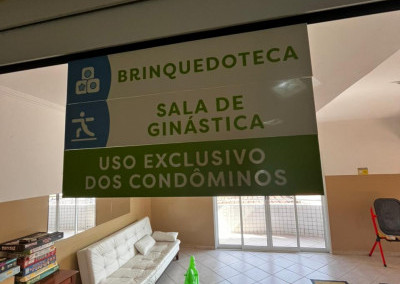 BRINQUEDOTECA
SALA DE
GINÁSTICA
USO EXCLUSIVO
DOS CONDÔMINOS